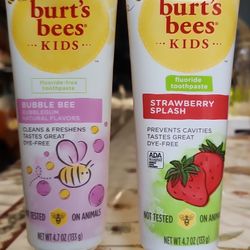 burt's
bees
KIDS
fluoride-free
toothpaste
BUBBLE BEE
BUBBLEGUM
NATURAL FLAVORS
CLEANS & FRESHENS
TASTES GREAT
DYE-FREE
NOT TESTED
ON ANIMALS
NET WT 4.7 OZ (133 g)
burt's
bees
KIDS
fluoride
toothpaste
STRAWBERRY
SPLASH
PREVENTS CAVITIES
TASTES GREAT
DYE-FREE
ADA
NOT TESTED
ON ANIM
NET WT 4.7 OZ (133 g)